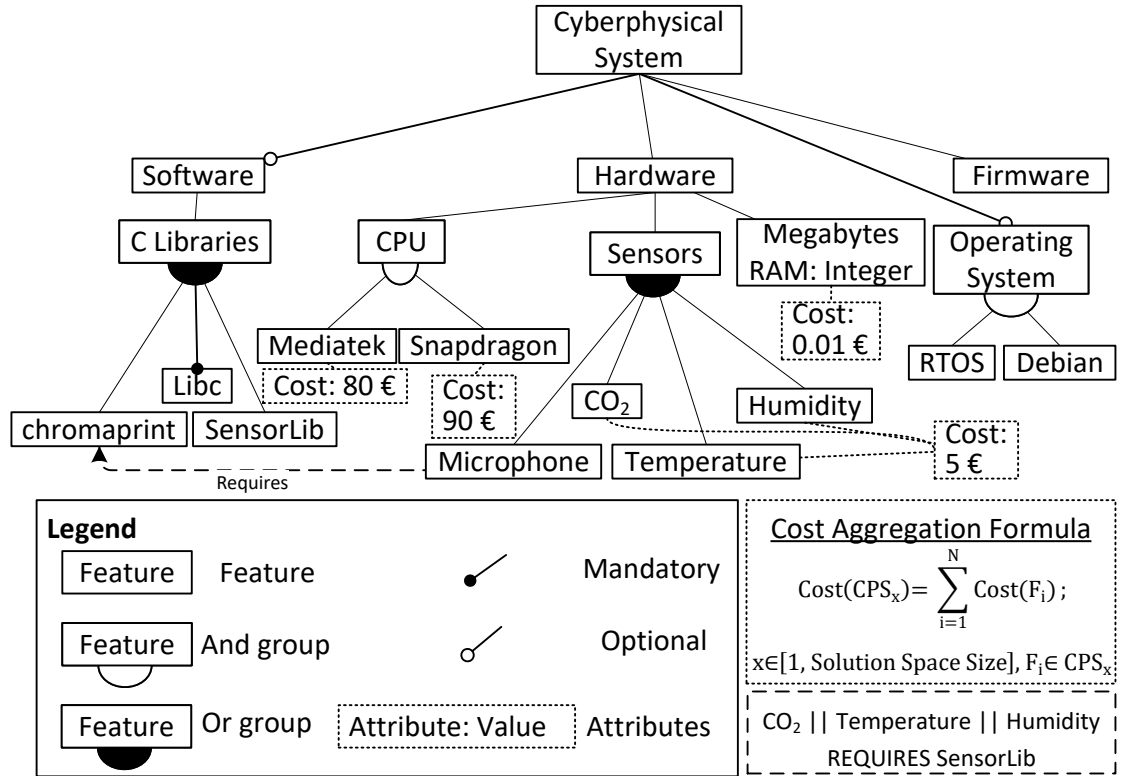 Cyberphysical
System
Software
Hardware
Firmware
C Libraries
CPU
Sensors
Megabytes
RAM: Integer
Operating
System
Cost:
0.01 €
Mediatek
Snapdragon
RTOS
Debian
Libc
Cost: 80 €
Cost:
90 €
CO₂
Humidity
chromaprint
SensorLib
Microphone
Temperature
Cost:
5 €
Requires
Legend
Feature
Feature
Mandatory
Feature
And group
Optional
Feature
Or group
Attribute: Value
Attributes
Cost Aggregation Formula
N
Cost(CPSₓ)= ∑ Cost(Fᵢ) ;
i=1
x∈[1, Solution Space Size], Fᵢ∈ CPSₓ
CO₂ || Temperature || Humidity
REQUIRES SensorLib